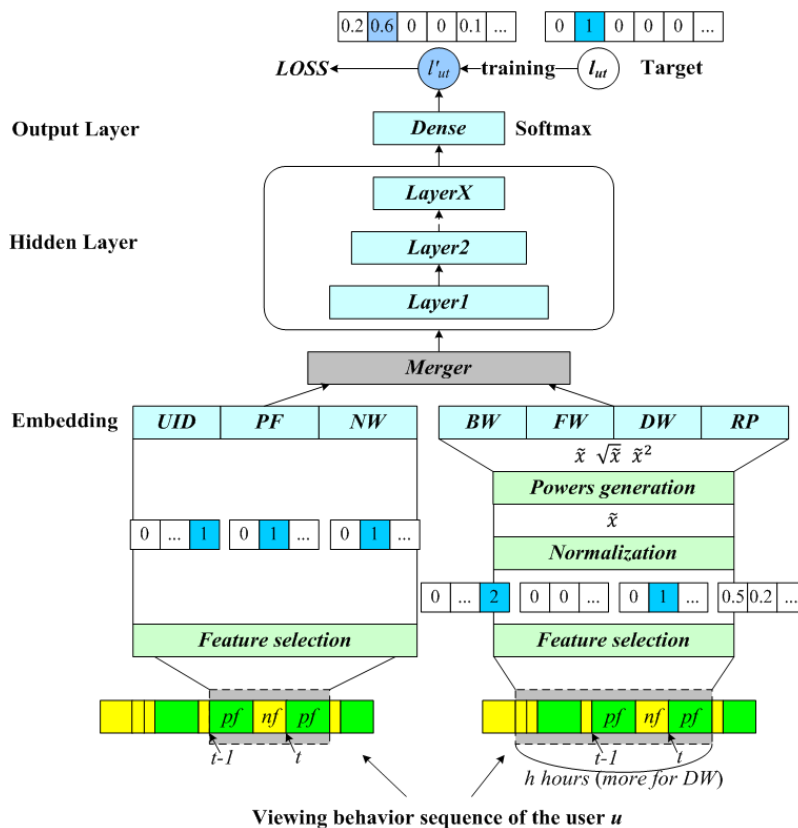 0.2 0.6 0 0 0.1 ... 0 1 0 0 0 ...
LOSS l'ut training lut Target
Output Layer Dense Softmax
LayerX
Hidden Layer Layer2
Layer1
Merger
Embedding UID PF NW BW FW DW RP
x̃ √x̃ x̃²
Powers generation
x̃
0 ... 1 0 1 ... 0 1 ... Normalization
0 ... 2 0 0 ... 0 1 ... 0.5 0.2 ...
Feature selection Feature selection
pf nf pf pf nf pf
t-1 t t-1 t
h hours (more for DW)
Viewing behavior sequence of the user u